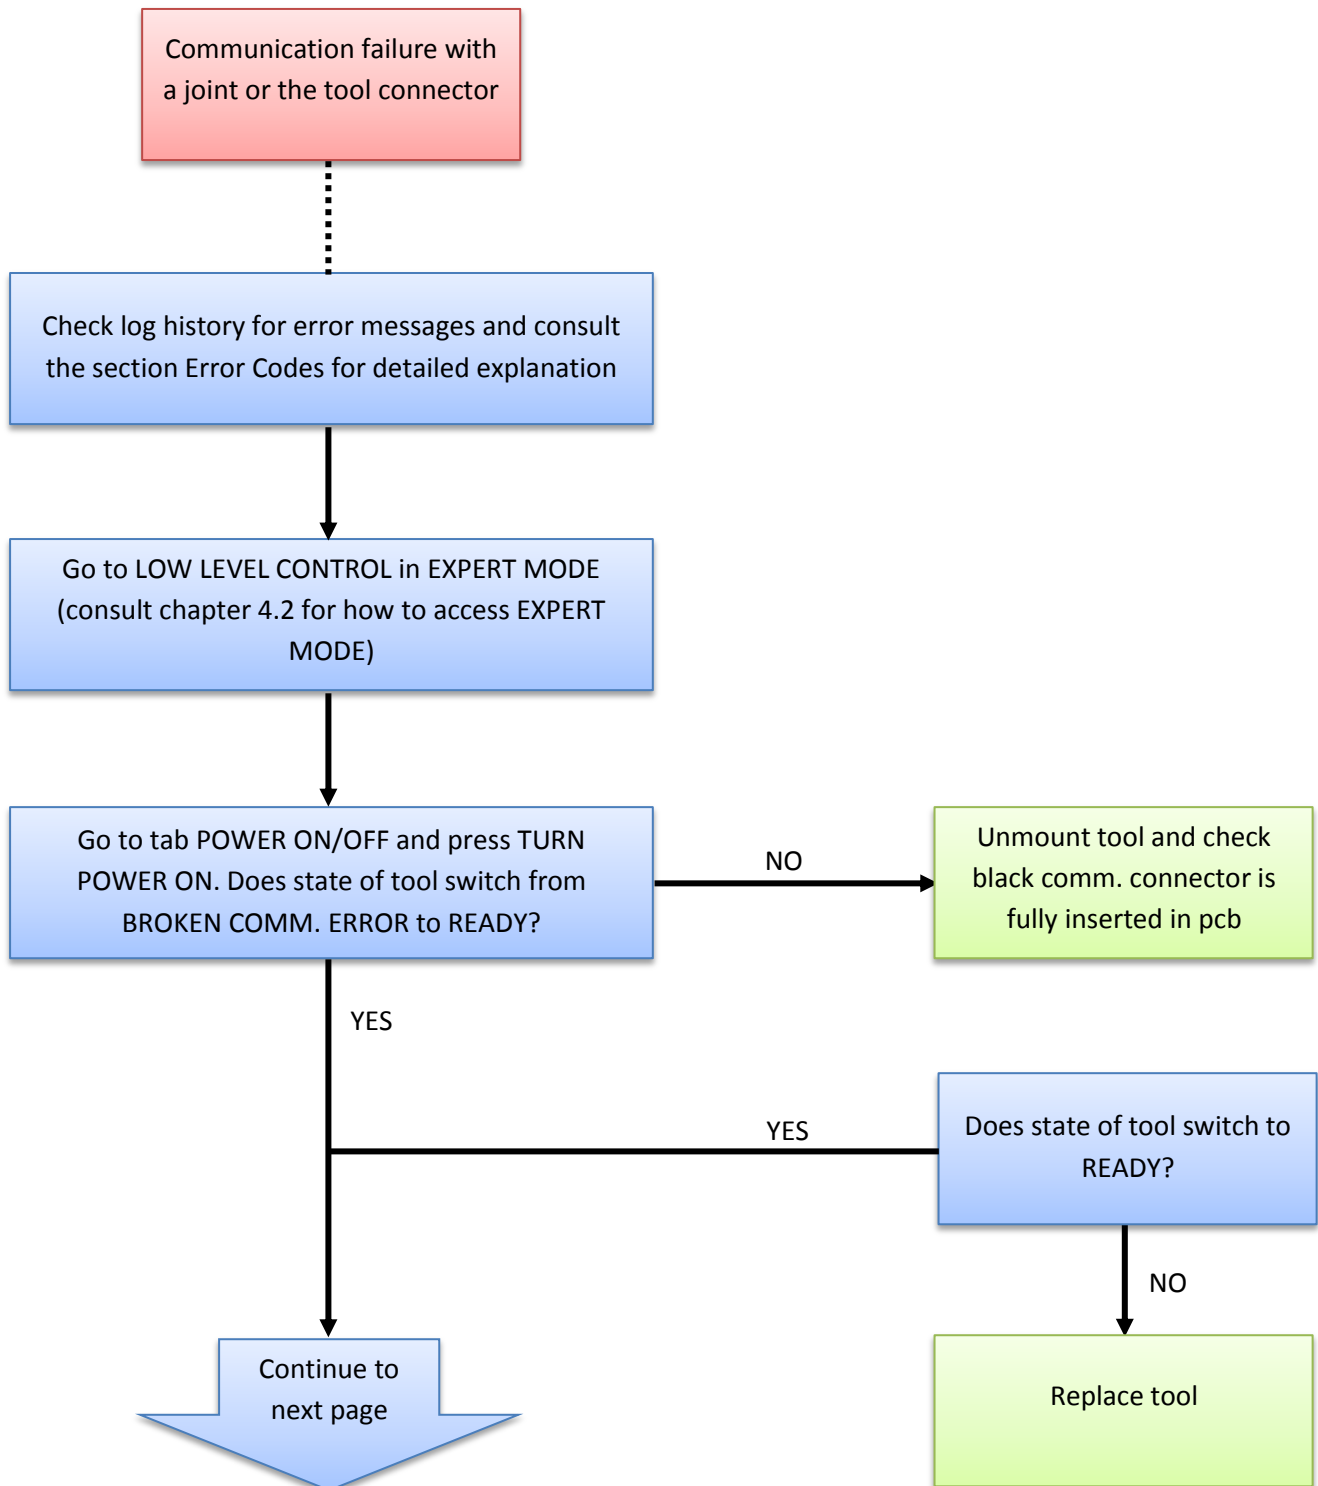 Communication failure with
a joint or the tool connector
Check log history for error messages and consult
the section Error Codes for detailed explanation
Go to LOW LEVEL CONTROL in EXPERT MODE
(consult chapter 4.2 for how to access EXPERT
MODE)
Go to tab POWER ON/OFF and press TURN
POWER ON. Does state of tool switch from
BROKEN COMM. ERROR to READY?
NO
Unmount tool and check
black comm. connector is
fully inserted in pcb
YES
YES
Does state of tool switch to
READY?
NO
Continue to
next page
Replace tool